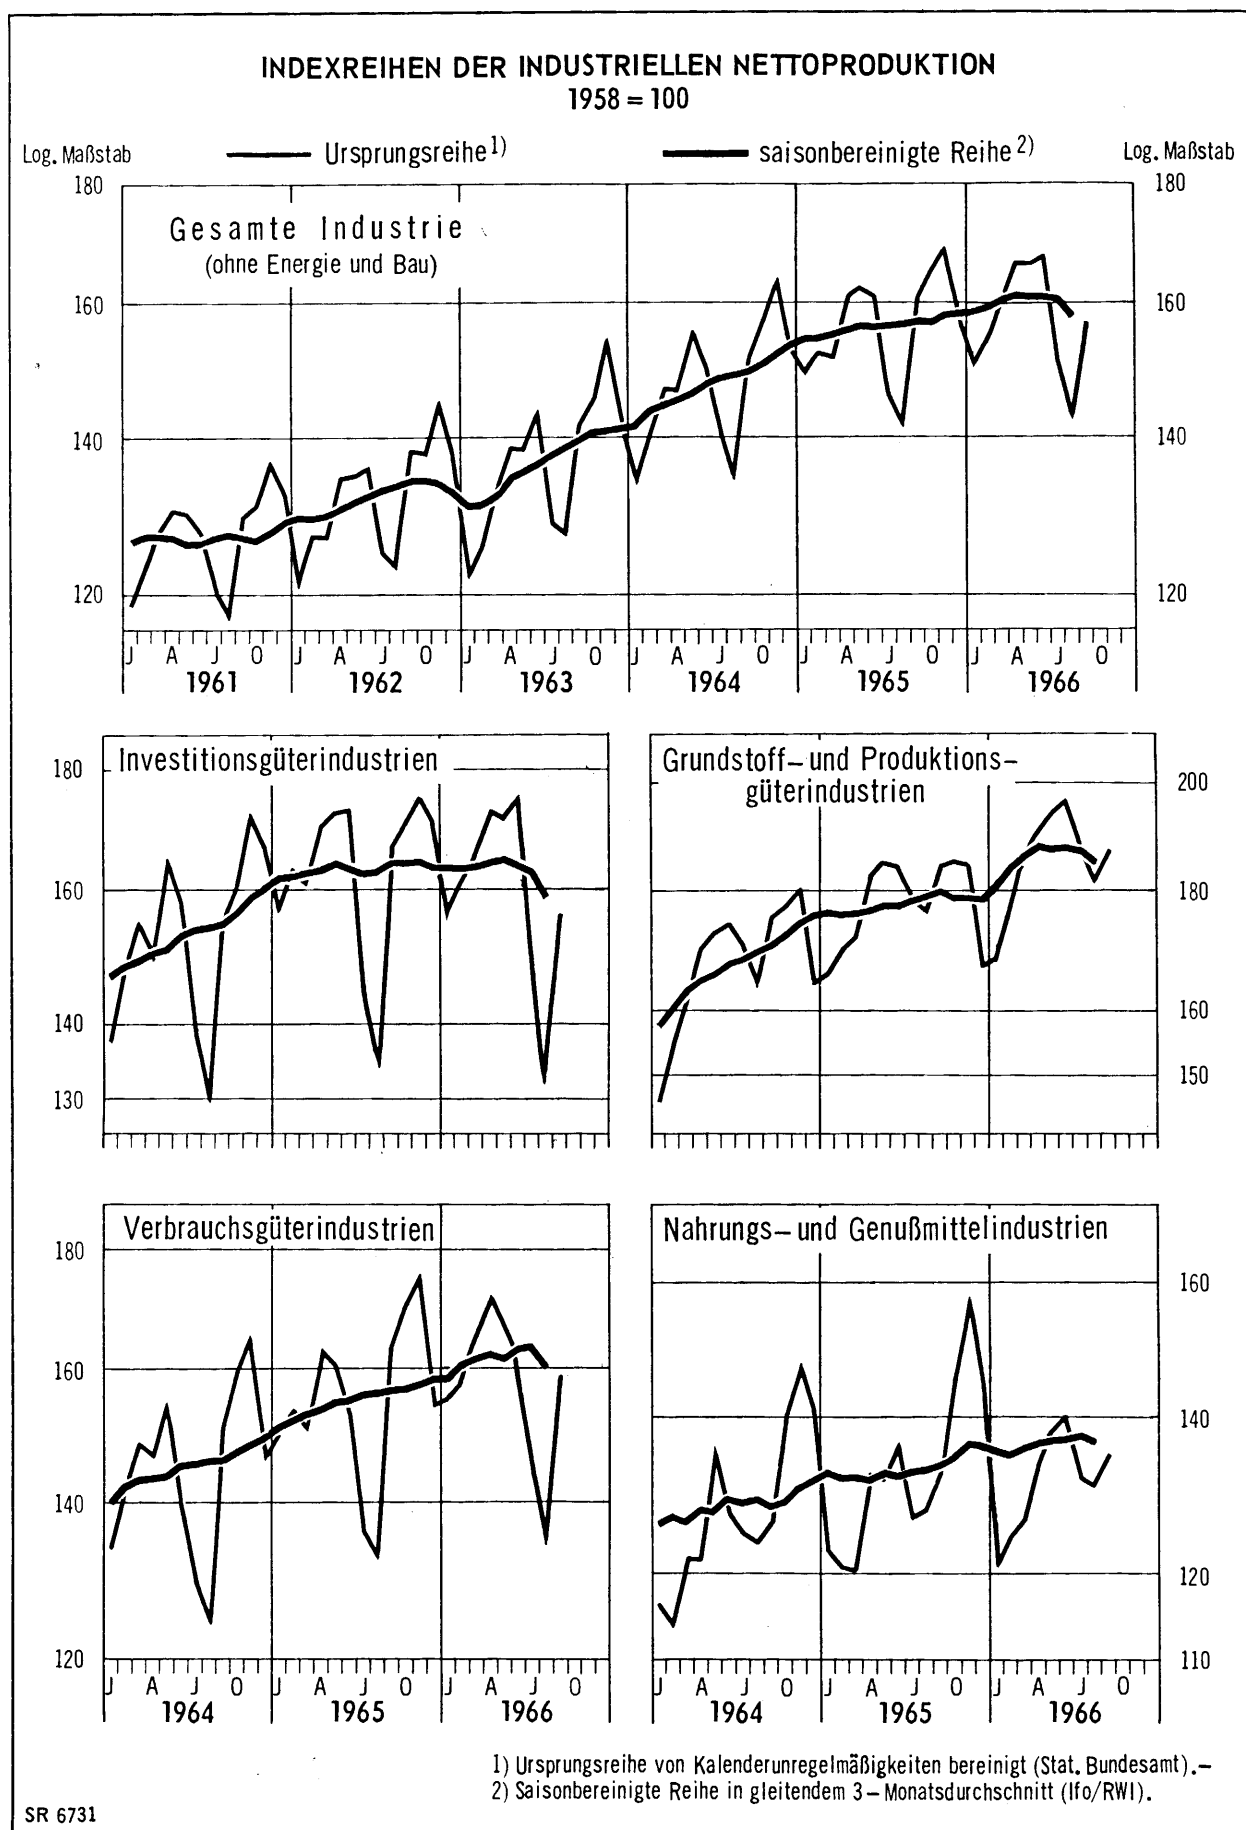 INDEXREIHEN DER INDUSTRIELLEN NETTOPRODUKTION
1958 = 100
Log. Maßstab Ursprungsreihe 1) saisonbereinigte Reihe 2) Log. Maßstab
180 180
Gesamte Industrie
(ohne Energie und Bau)
160 160
140 140
120 120
J A J O J A J O J A J O J A J O J A J O J A J O
1961 1962 1963 1964 1965 1966
Investitionsgüterindustrien
180
160
140
130
Grundstoff- und Produktions-
güterindustrien
200
180
160
150
Verbrauchsgüterindustrien
180
160
140
120
J A J O J A J O J A J O
1964 1965 1966
Nahrungs- und Genußmittelindustrien
160
140
120
110
J A J O J A J O J A J O
1964 1965 1966
1) Ursprungsreihe von Kalenderunregelmäßigkeiten bereinigt (Stat. Bundesamt).–
2) Saisonbereinigte Reihe in gleitendem 3–Monatsdurchschnitt (Ifo/RWI).
SR 6731